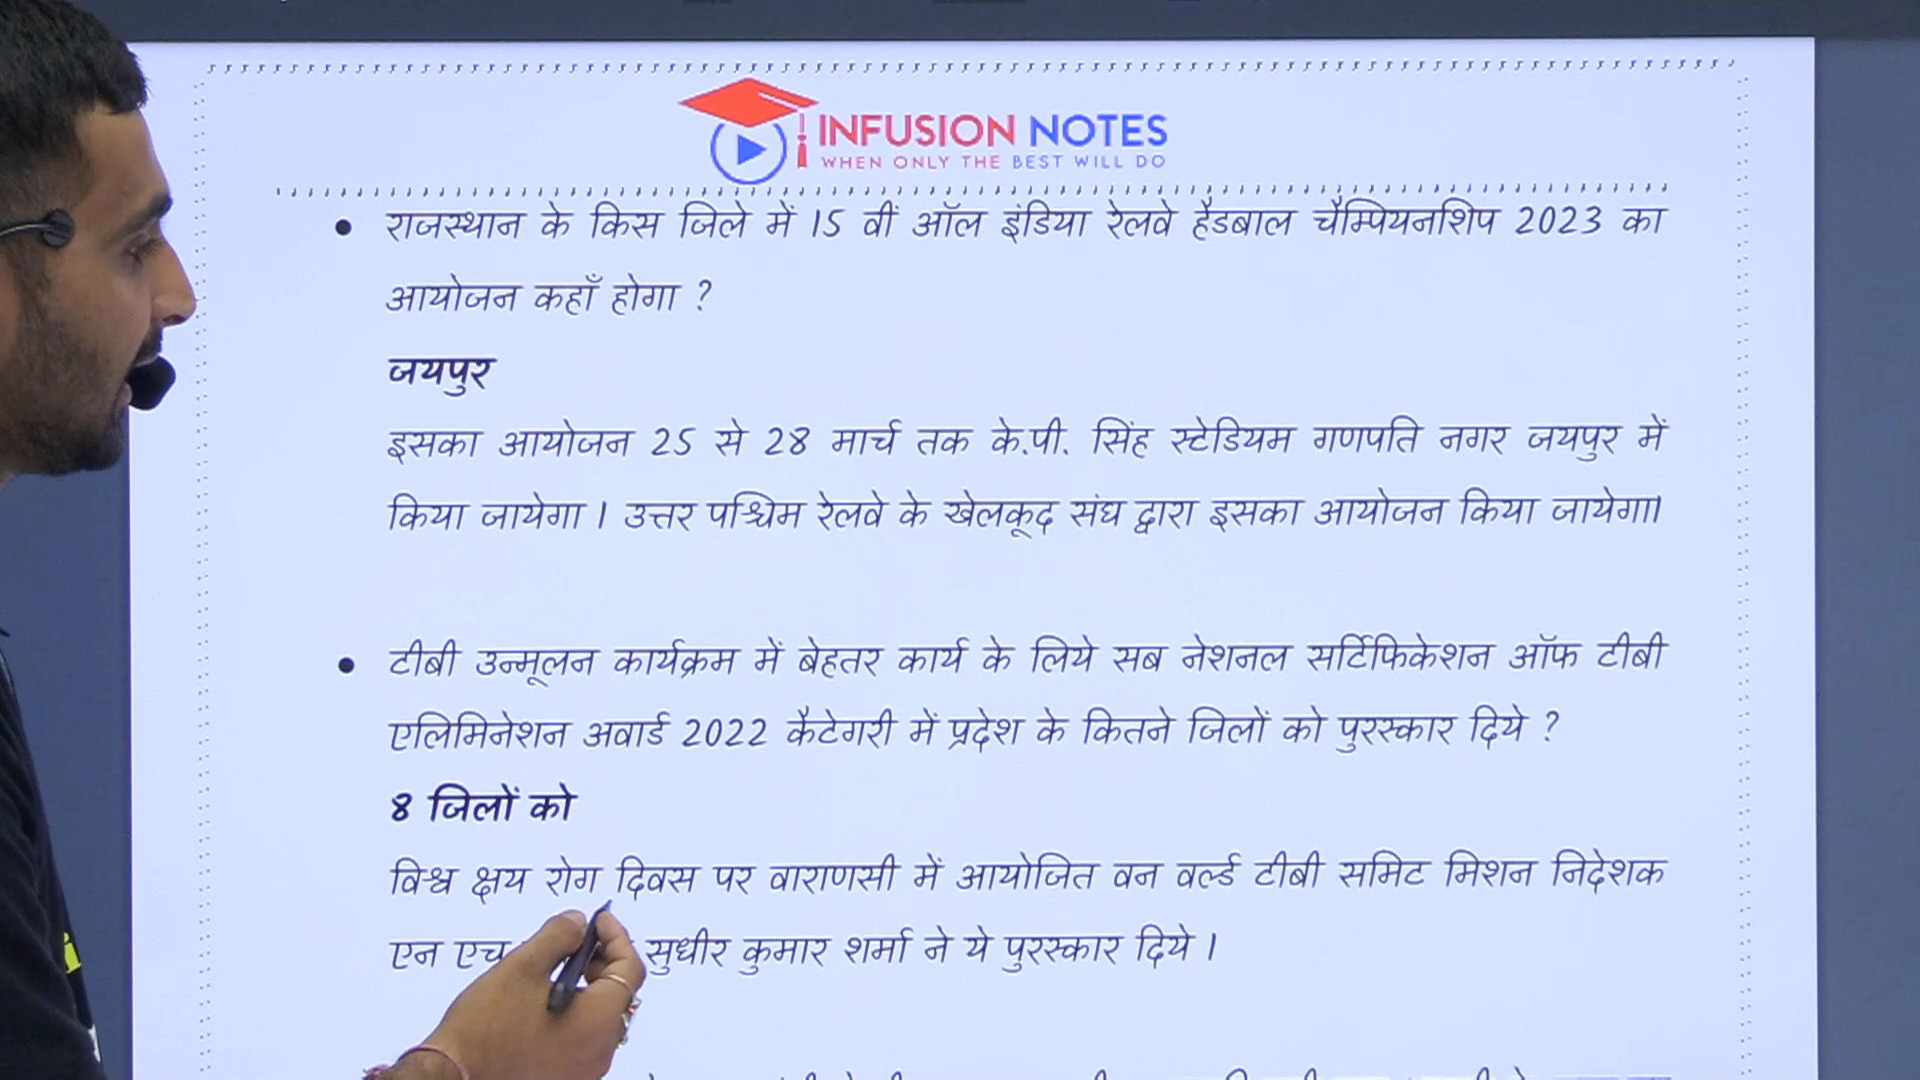 INFUSION NOTES
WHEN ONLY THE BEST WILL DO
• राजस्थान के किस जिले में 15 वीं ऑल इंडिया रेलवे हैडबाल चैम्पियनशिप 2023 का
आयोजन कहाँ होगा ?
जयपुर
इसका आयोजन 25 से 28 मार्च तक के.पी. सिंह स्टेडियम गणपति नगर जयपुर में
किया जायेगा । उत्तर पश्चिम रेलवे के खेलकूद संघ द्वारा इसका आयोजन किया जायेगा।
• टीबी उन्मूलन कार्यक्रम में बेहतर कार्य के लिये सब नेशनल सर्टिफिकेशन ऑफ टीबी
एलिमिनेशन अवार्ड 2022 कैटेगरी में प्रदेश के कितने जिलों को पुरस्कार दिये ?
8 जिलों को
विश्व क्षय रोग दिवस पर वाराणसी में आयोजित वन वर्ल्ड टीबी समिट मिशन निदेशक
एन एच सुधीर कुमार शर्मा ने ये पुरस्कार दिये ।